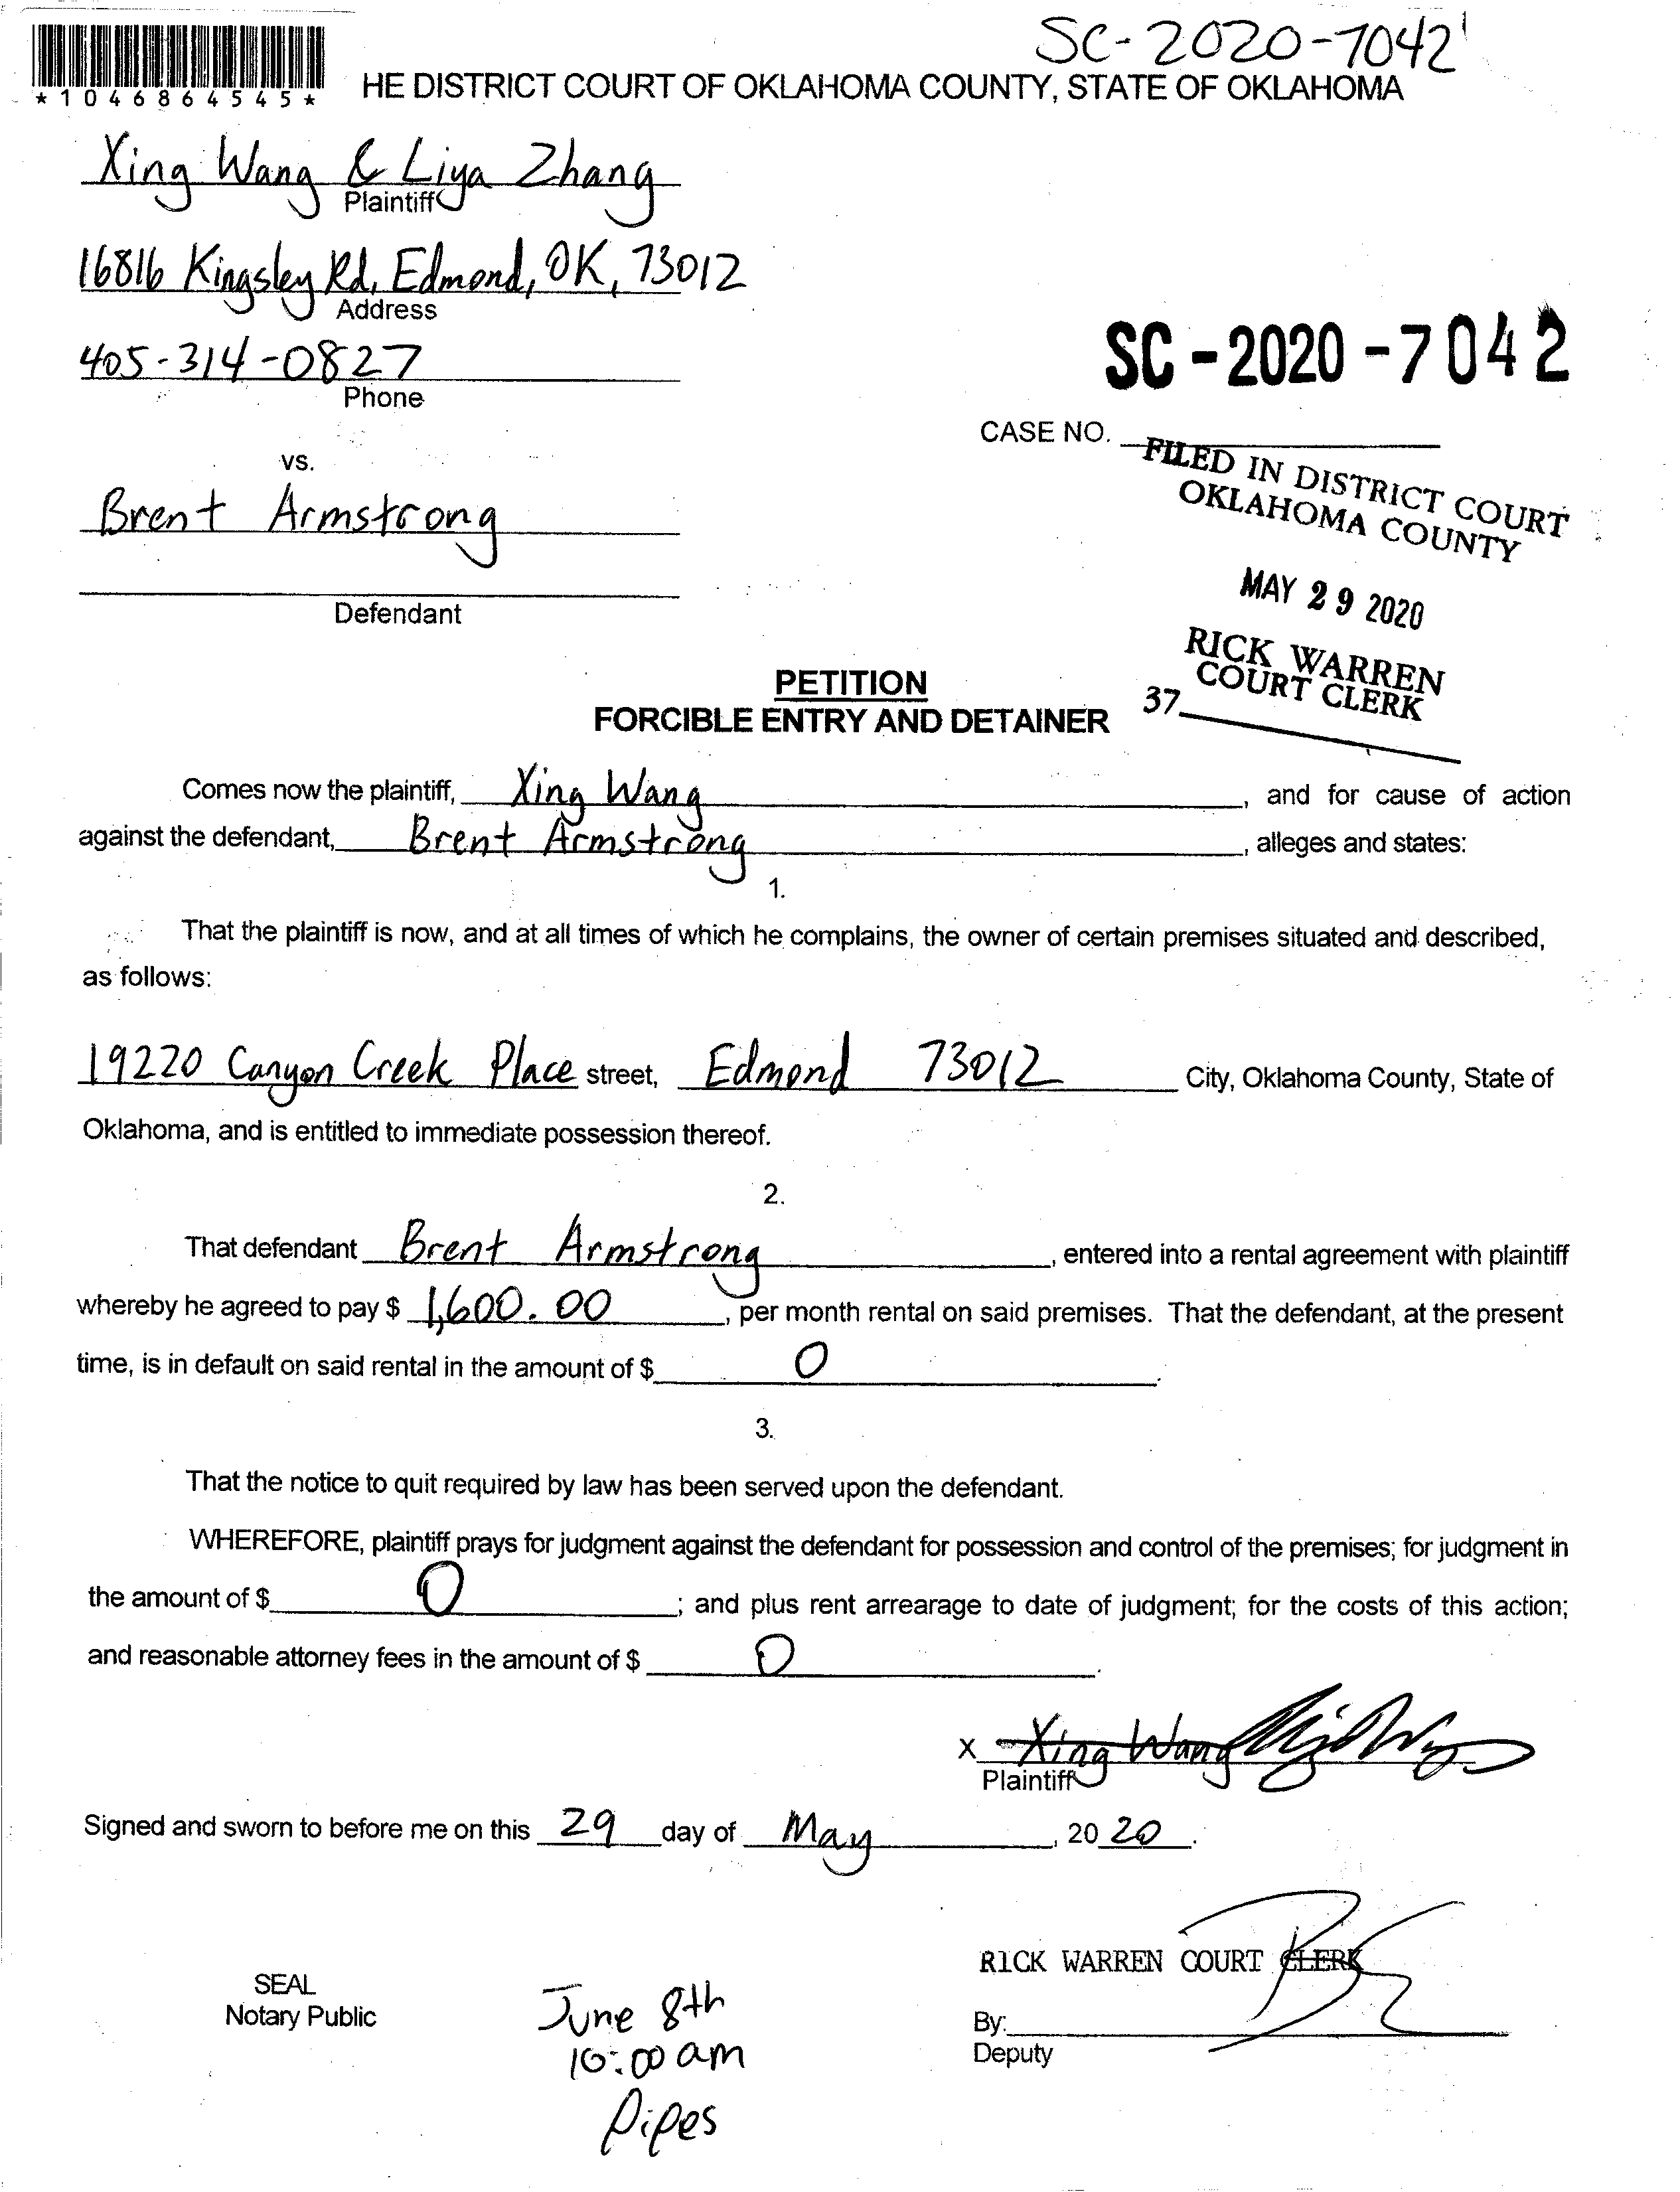 SC-2020-7042
*1046864545*
HE DISTRICT COURT OF OKLAHOMA COUNTY, STATE OF OKLAHOMA
Xing Wang & Liya Zhang
Plaintiff
16816 Kingsley Rd, Edmond, OK, 73012
Address
405-314-0827
Phone
SC-2020-7042
CASE NO.
vs.
FILED IN DISTRICT COURT
OKLAHOMA COUNTY
Brent Armstrong
Defendant
MAY 29 2020
RICK WARREN
COURT CLERK
37
PETITION
FORCIBLE ENTRY AND DETAINER
Comes now the plaintiff, Xing Wang, and for cause of action
against the defendant, Brent Armstrong, alleges and states:
1.
That the plaintiff is now, and at all times of which he complains, the owner of certain premises situated and described,
as follows:
19220 Canyon Creek Place street, Edmond 73012 City, Oklahoma County, State of
Oklahoma, and is entitled to immediate possession thereof.
2.
That defendant Brent Armstrong, entered into a rental agreement with plaintiff
whereby he agreed to pay $ 1,600.00, per month rental on said premises. That the defendant, at the present
time, is in default on said rental in the amount of $ 0.
3.
That the notice to quit required by law has been served upon the defendant.
WHEREFORE, plaintiff prays for judgment against the defendant for possession and control of the premises; for judgment in
the amount of $ 0; and plus rent arrearage to date of judgment; for the costs of this action;
and reasonable attorney fees in the amount of $ 0.
X Xing Wang
Plaintiff
Signed and sworn to before me on this 29 day of May, 2020.
RICK WARREN COURT CLERK
SEAL
Notary Public
By:
Deputy
June 8th
10:00 am
Pipes